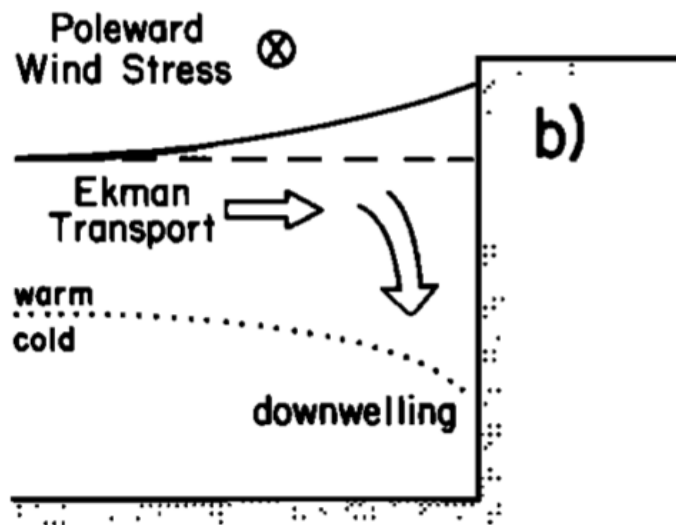 Poleward
Wind Stress
b)
Ekman
Transport
warm
cold
downwelling